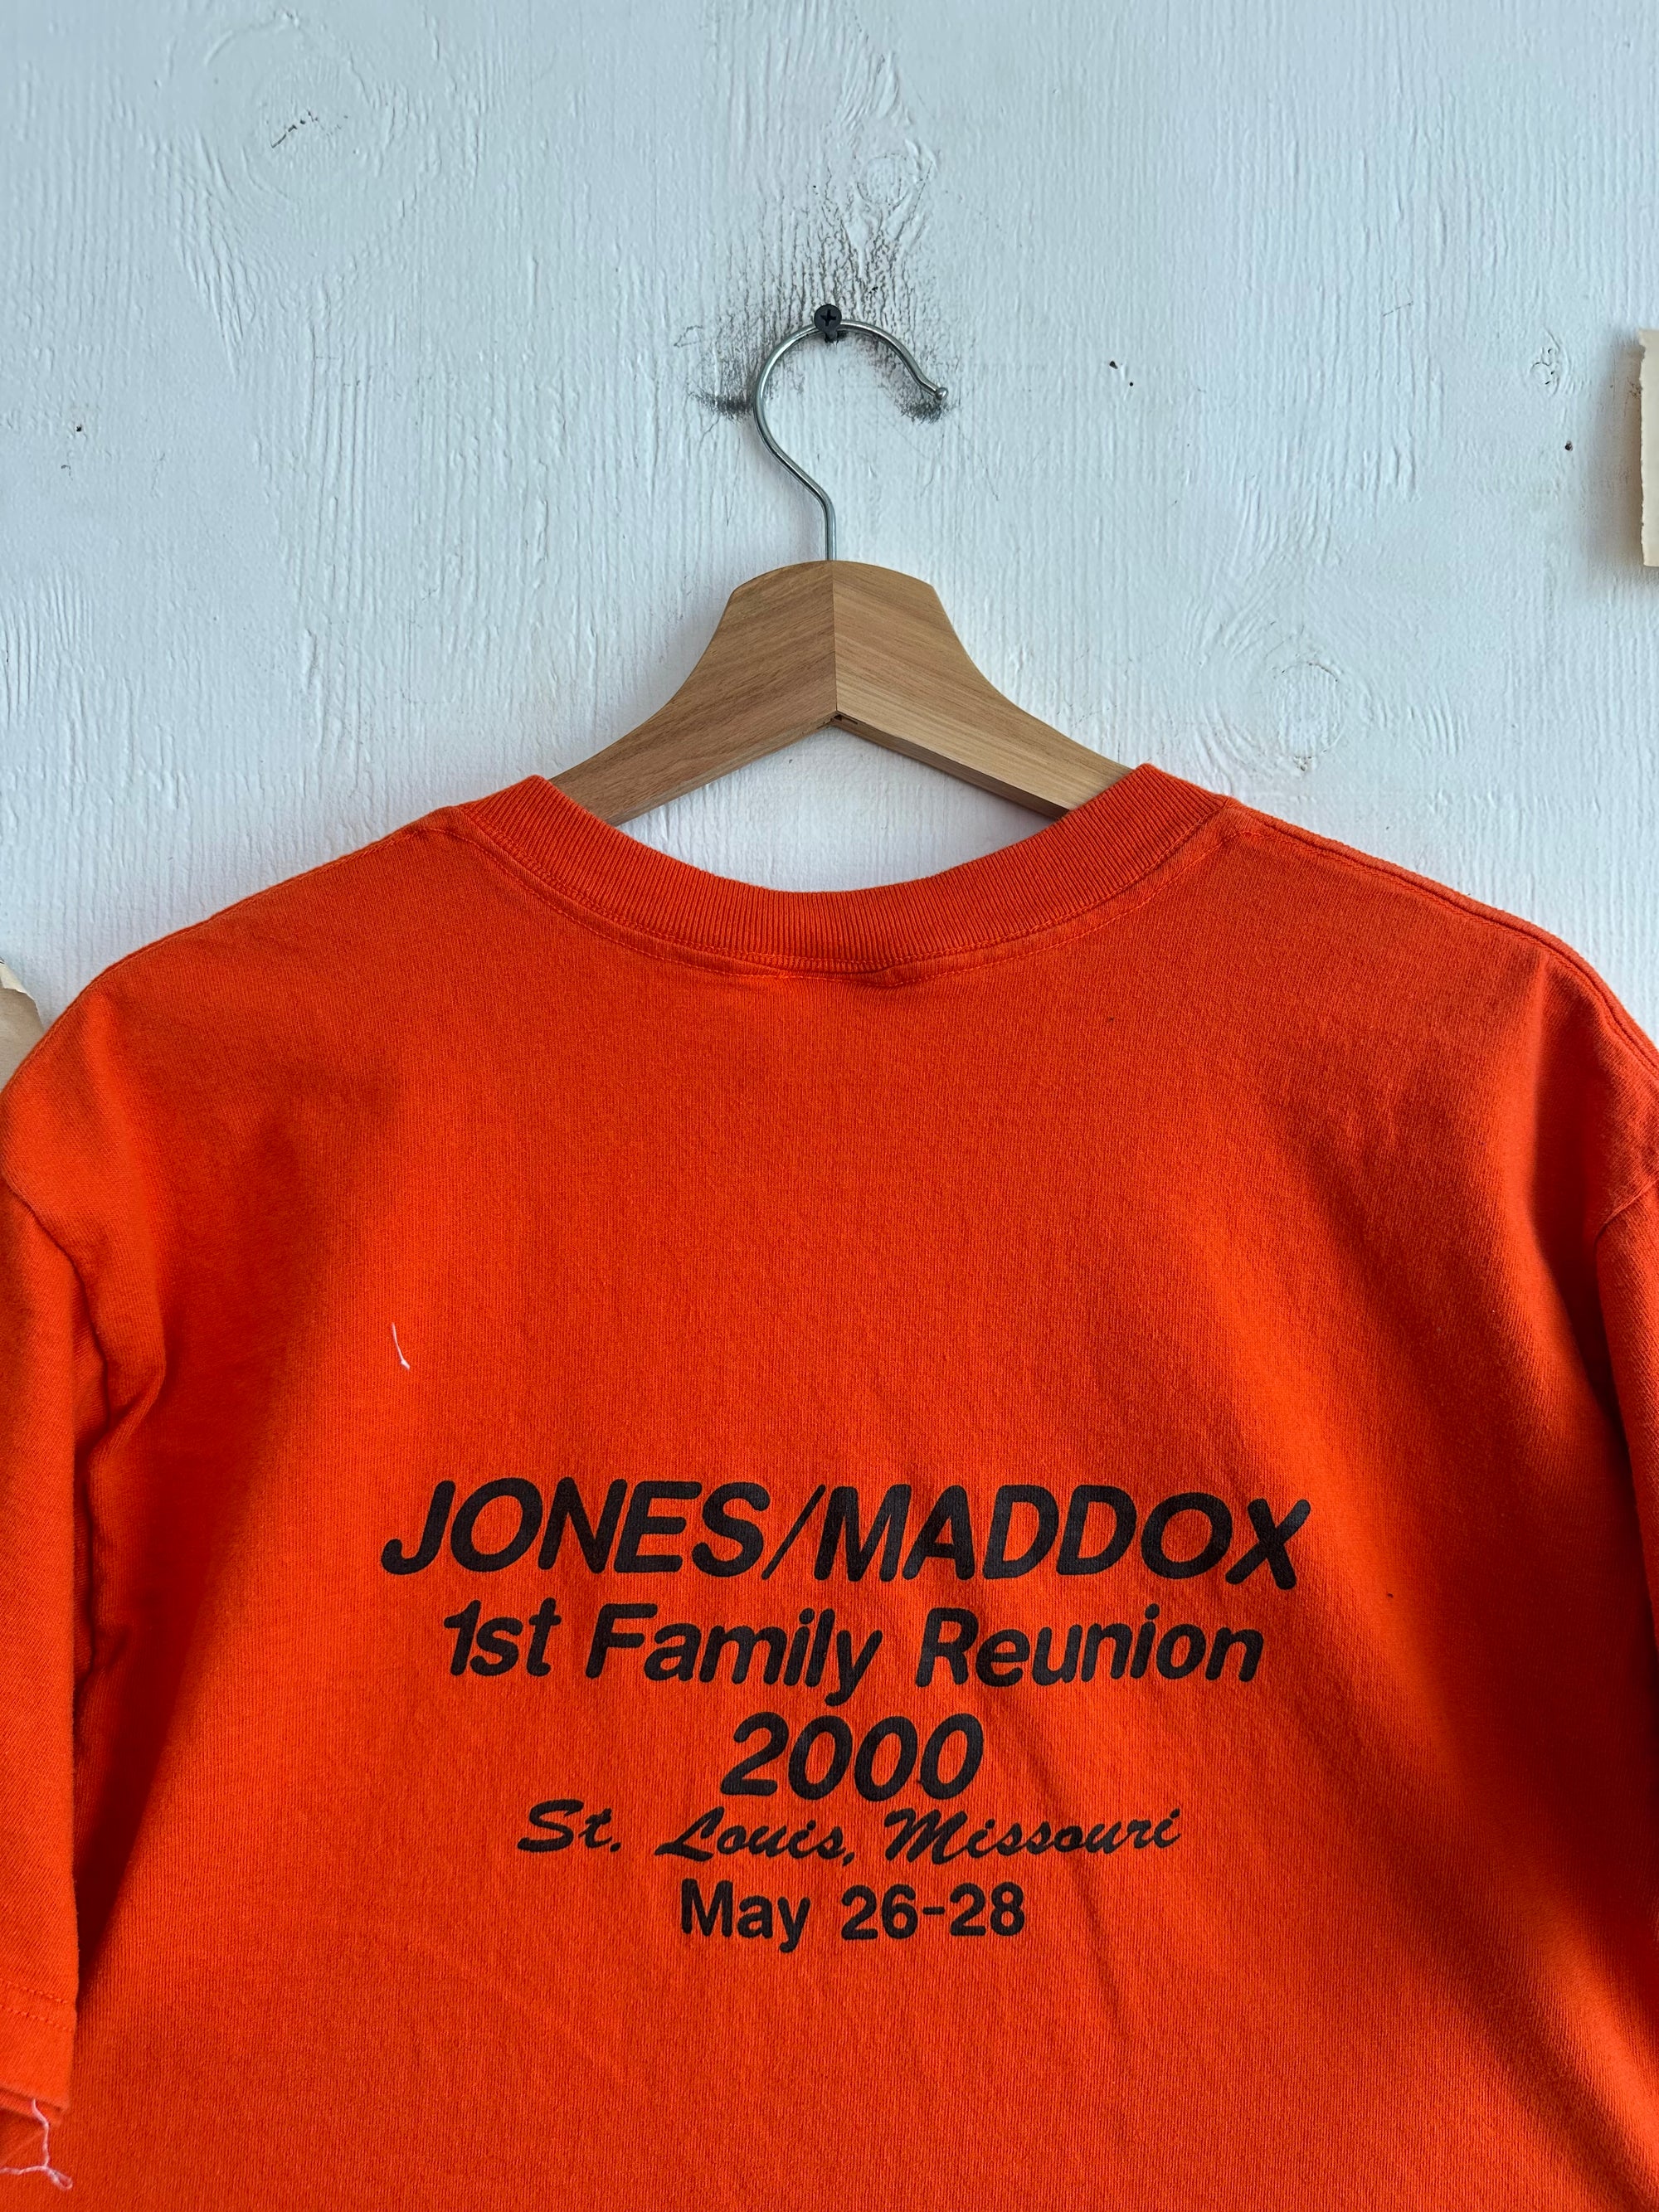 JONES/MADDOX
1st Family Reunion
2000
St. Louis, Missouri
May 26-28